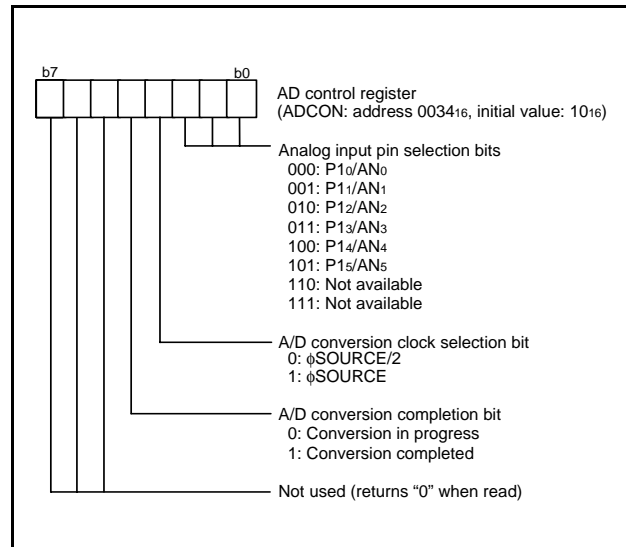 b7 b0
AD control register
(ADCON: address 0034₁₆, initial value: 10₁₆)
Analog input pin selection bits
000: P1₀/AN₀
001: P1₁/AN₁
010: P1₂/AN₂
011: P1₃/AN₃
100: P1₄/AN₄
101: P1₅/AN₅
110: Not available
111: Not available
A/D conversion clock selection bit
0: ϕSOURCE/2
1: ϕSOURCE
A/D conversion completion bit
0: Conversion in progress
1: Conversion completed
Not used (returns “0” when read)